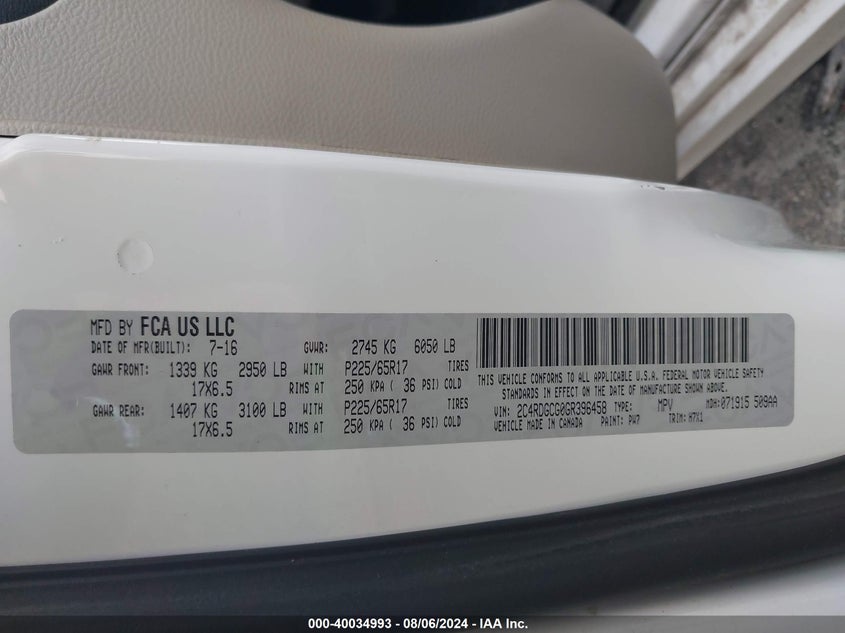 MFD BY FCA US LLC
DATE OF MFR(BUILT): 7-16 GVWR: 2745 KG 6050 LB
GAWR FRONT: 1339 KG 2950 LB WITH P225/65R17 TIRES
17X6.5 RIMS AT 250 KPA ( 36 PSI) COLD
GAWR REAR: 1407 KG 3100 LB WITH P225/65R17 TIRES
17X6.5 RIMS AT 250 KPA ( 36 PSI) COLD
THIS VEHICLE CONFORMS TO ALL APPLICABLE U.S.A. FEDERAL MOTOR VEHICLE SAFETY
STANDARDS IN EFFECT ON THE DATE OF MANUFACTURE SHOWN ABOVE.
VIN: 2C4RDGCG0GR396458 TYPE: MPV MDH: 071915 509AA
VEHICLE MADE IN CANADA PAINT: PW7 TRIM: H7X1
000-40034993 - 08/06/2024 - IAA Inc.